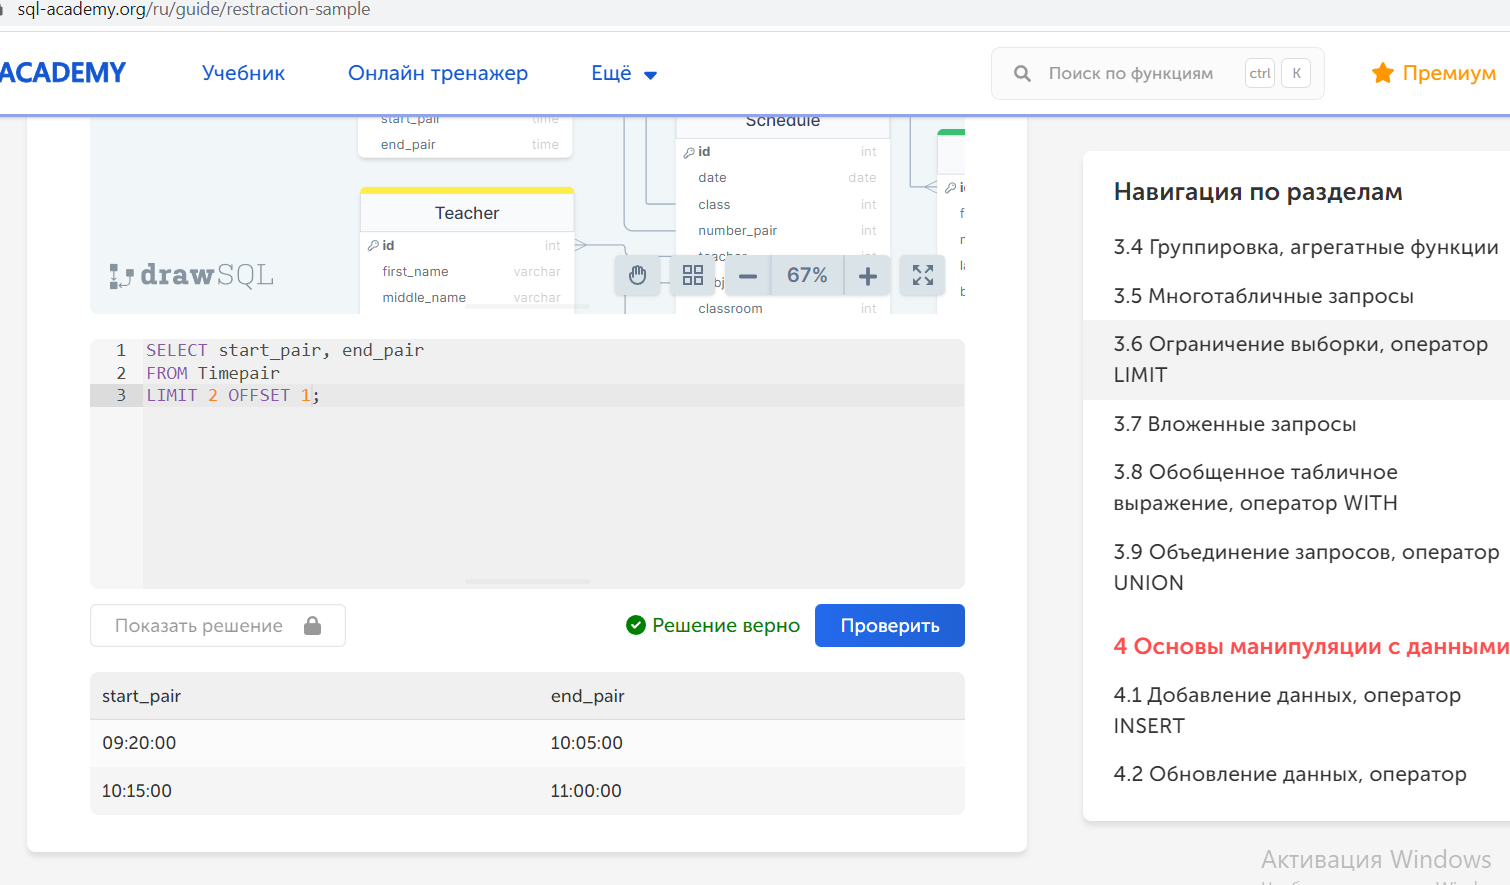 sql-academy.org/ru/guide/restraction-sample
ACADEMY
Учебник
Онлайн тренажер
Ещё
Поиск по функциям
ctrl
K
Премиум
start_pair time
end_pair time
Teacher
id int
first_name varchar
middle_name varchar
drawSQL
Schedule
id int
date date
class int
number_pair int
teacher
classroom int
67%
1 SELECT start_pair, end_pair
2 FROM Timepair
3 LIMIT 2 OFFSET 1;
Показать решение
Решение верно
Проверить
start_pair end_pair
09:20:00 10:05:00
10:15:00 11:00:00
Навигация по разделам
3.4 Группировка, агрегатные функции
3.5 Многотабличные запросы
3.6 Ограничение выборки, оператор
LIMIT
3.7 Вложенные запросы
3.8 Обобщенное табличное
выражение, оператор WITH
3.9 Объединение запросов, оператор
UNION
4 Основы манипуляции с данными
4.1 Добавление данных, оператор
INSERT
4.2 Обновление данных, оператор
Активация Windows